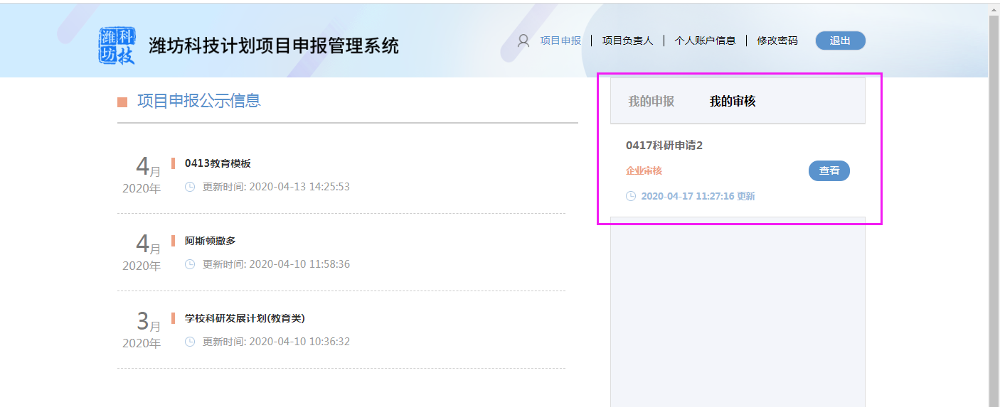 潍坊科技
潍坊科技计划项目申报管理系统
项目申报 | 项目负责人 | 个人账户信息 | 修改密码 退出
项目申报公示信息
4月
2020年
0413教育模板
更新时间: 2020-04-13 14:25:53
4月
2020年
阿斯顿撒多
更新时间: 2020-04-10 11:58:36
3月
2020年
学校科研发展计划(教育类)
更新时间: 2020-04-10 10:36:32
我的申报 我的审核
0417科研申请2
企业审核
查看
2020-04-17 11:27:16 更新